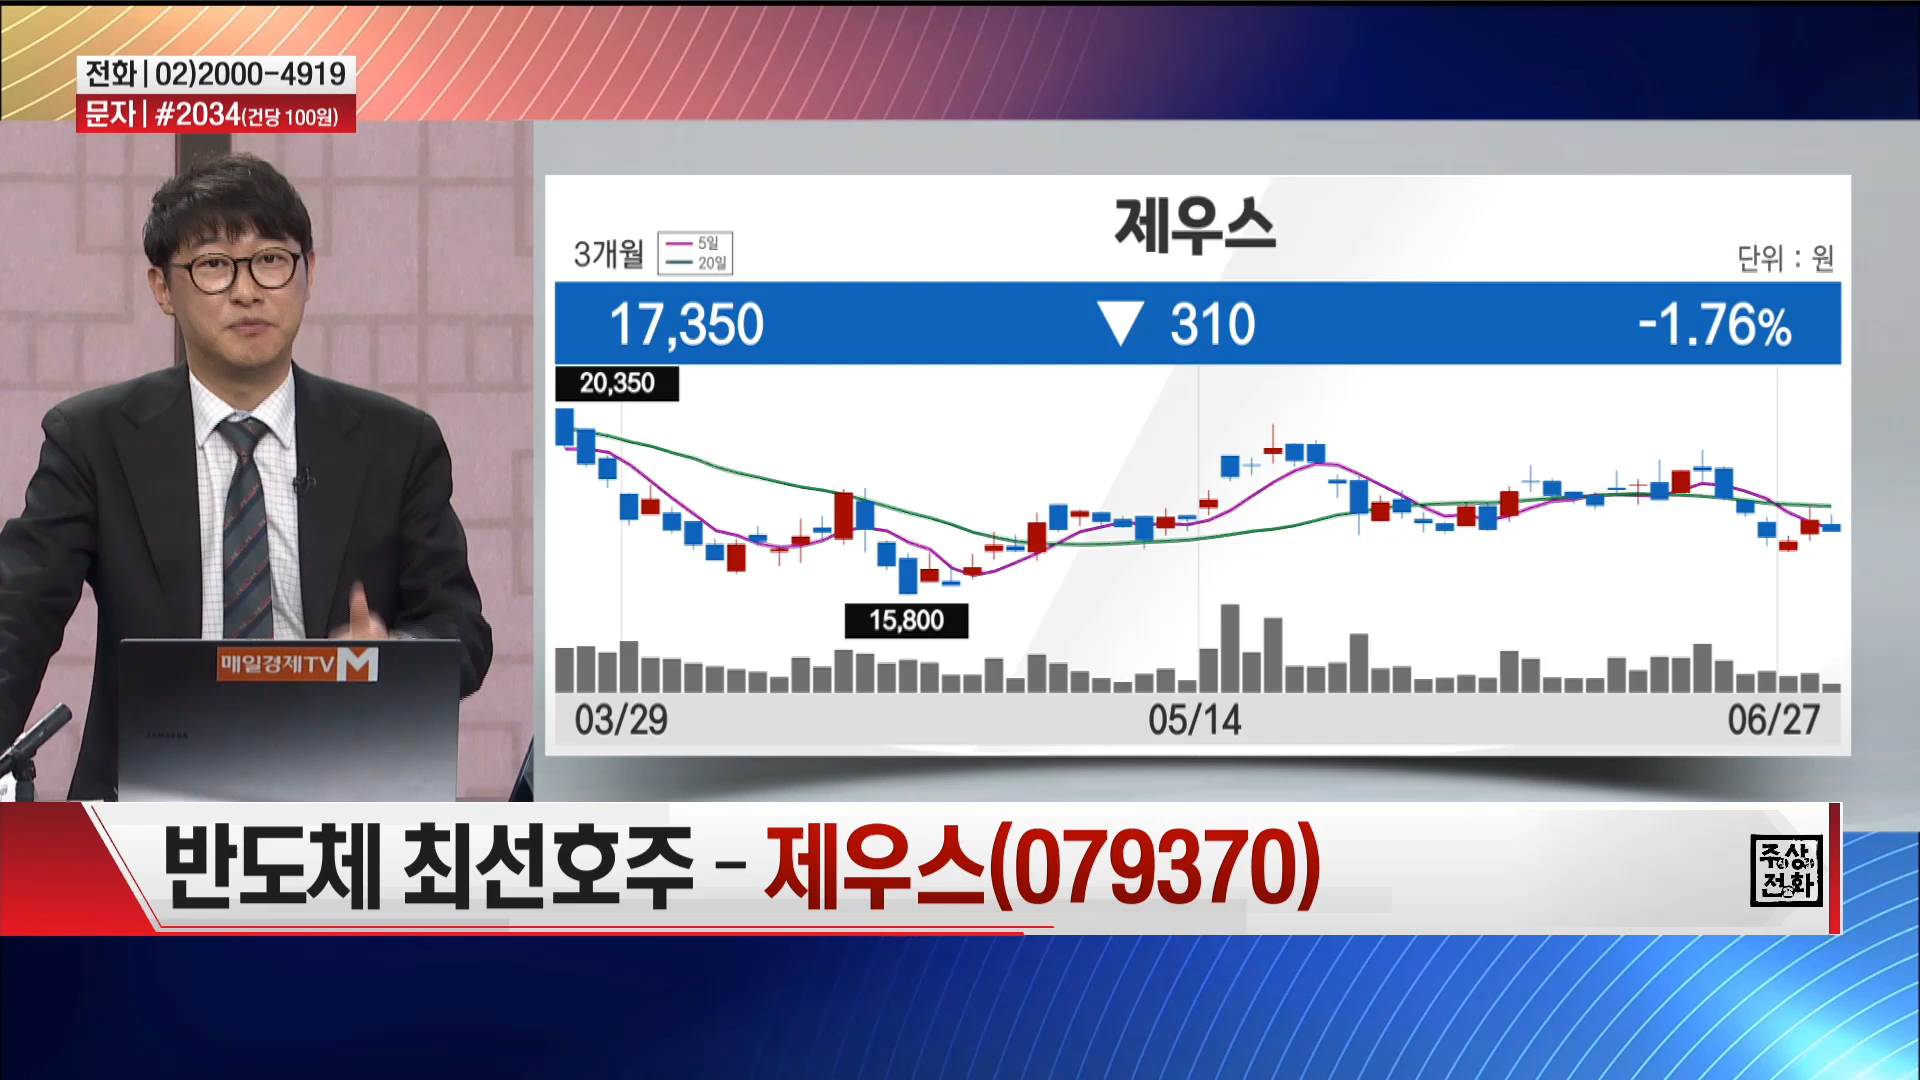 전화 | 02)2000-4919
문자 | #2034(건당 100원)
제우스
3개월
5일
20일
단위 : 원
17,350 ▼ 310 -1.76%
20,350
15,800
03/29 05/14 06/27
매일경제TV M
SAMSUNG
반도체 최선호주 - 제우스(079370)
주상
전화